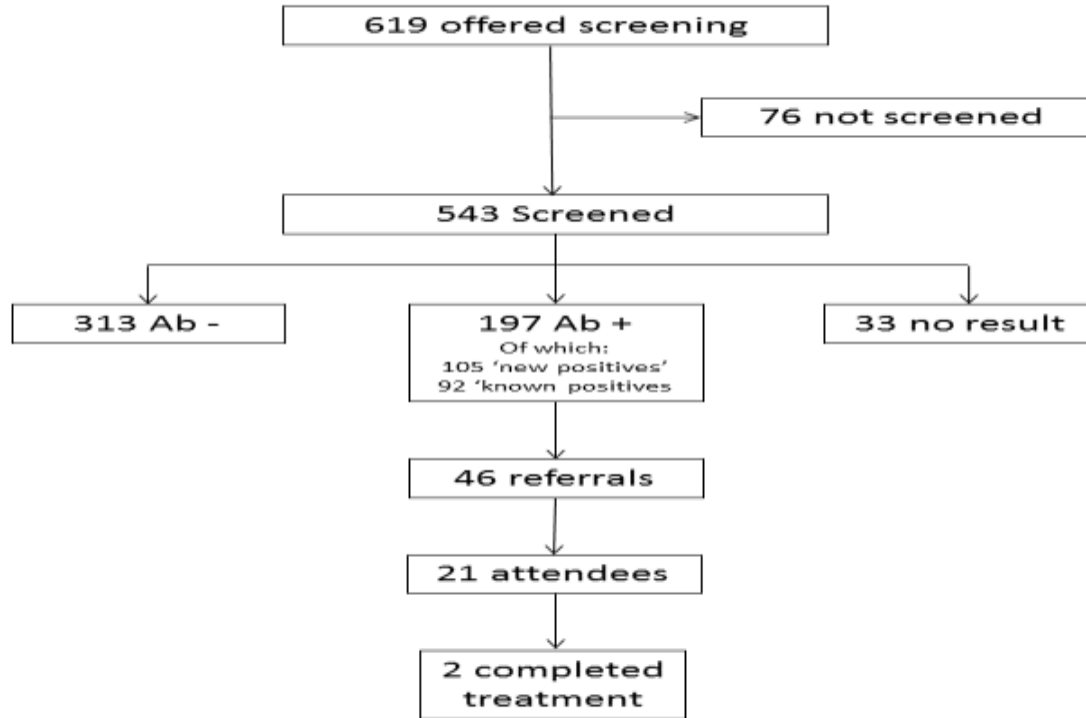 619 offered screening
76 not screened
543 Screened
313 Ab -
197 Ab +
Of which:
105 ‘new positives’
92 ‘known positives
33 no result
46 referrals
21 attendees
2 completed
treatment